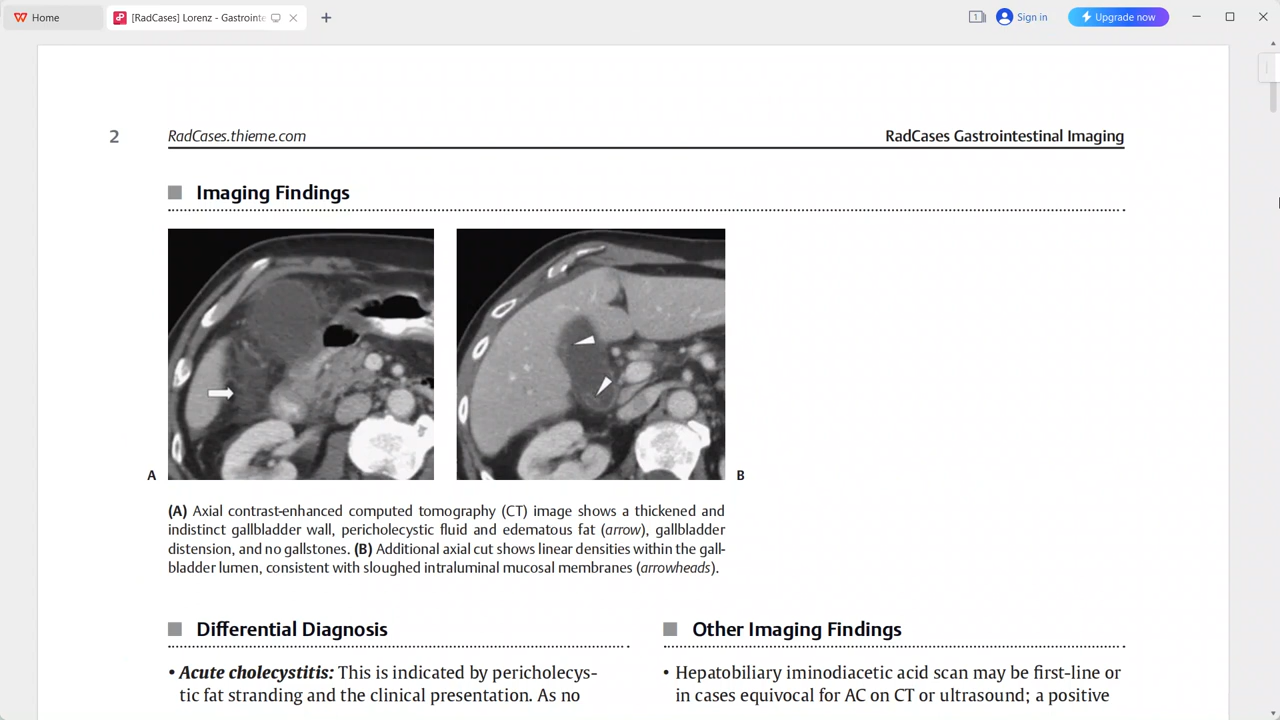 Home
[RadCases] Lorenz - Gastrointe
1
Sign in
Upgrade now
2
RadCases.thieme.com
RadCases Gastrointestinal Imaging
Imaging Findings
A
B
(A) Axial contrast-enhanced computed tomography (CT) image shows a thickened and
indistinct gallbladder wall, pericholecystic fluid and edematous fat (arrow), gallbladder
distension, and no gallstones. (B) Additional axial cut shows linear densities within the gall-
bladder lumen, consistent with sloughed intraluminal mucosal membranes (arrowheads).
Differential Diagnosis
• Acute cholecystitis: This is indicated by pericholecys-
tic fat stranding and the clinical presentation. As no
Other Imaging Findings
• Hepatobiliary iminodiacetic acid scan may be first-line or
in cases equivocal for AC on CT or ultrasound; a positive